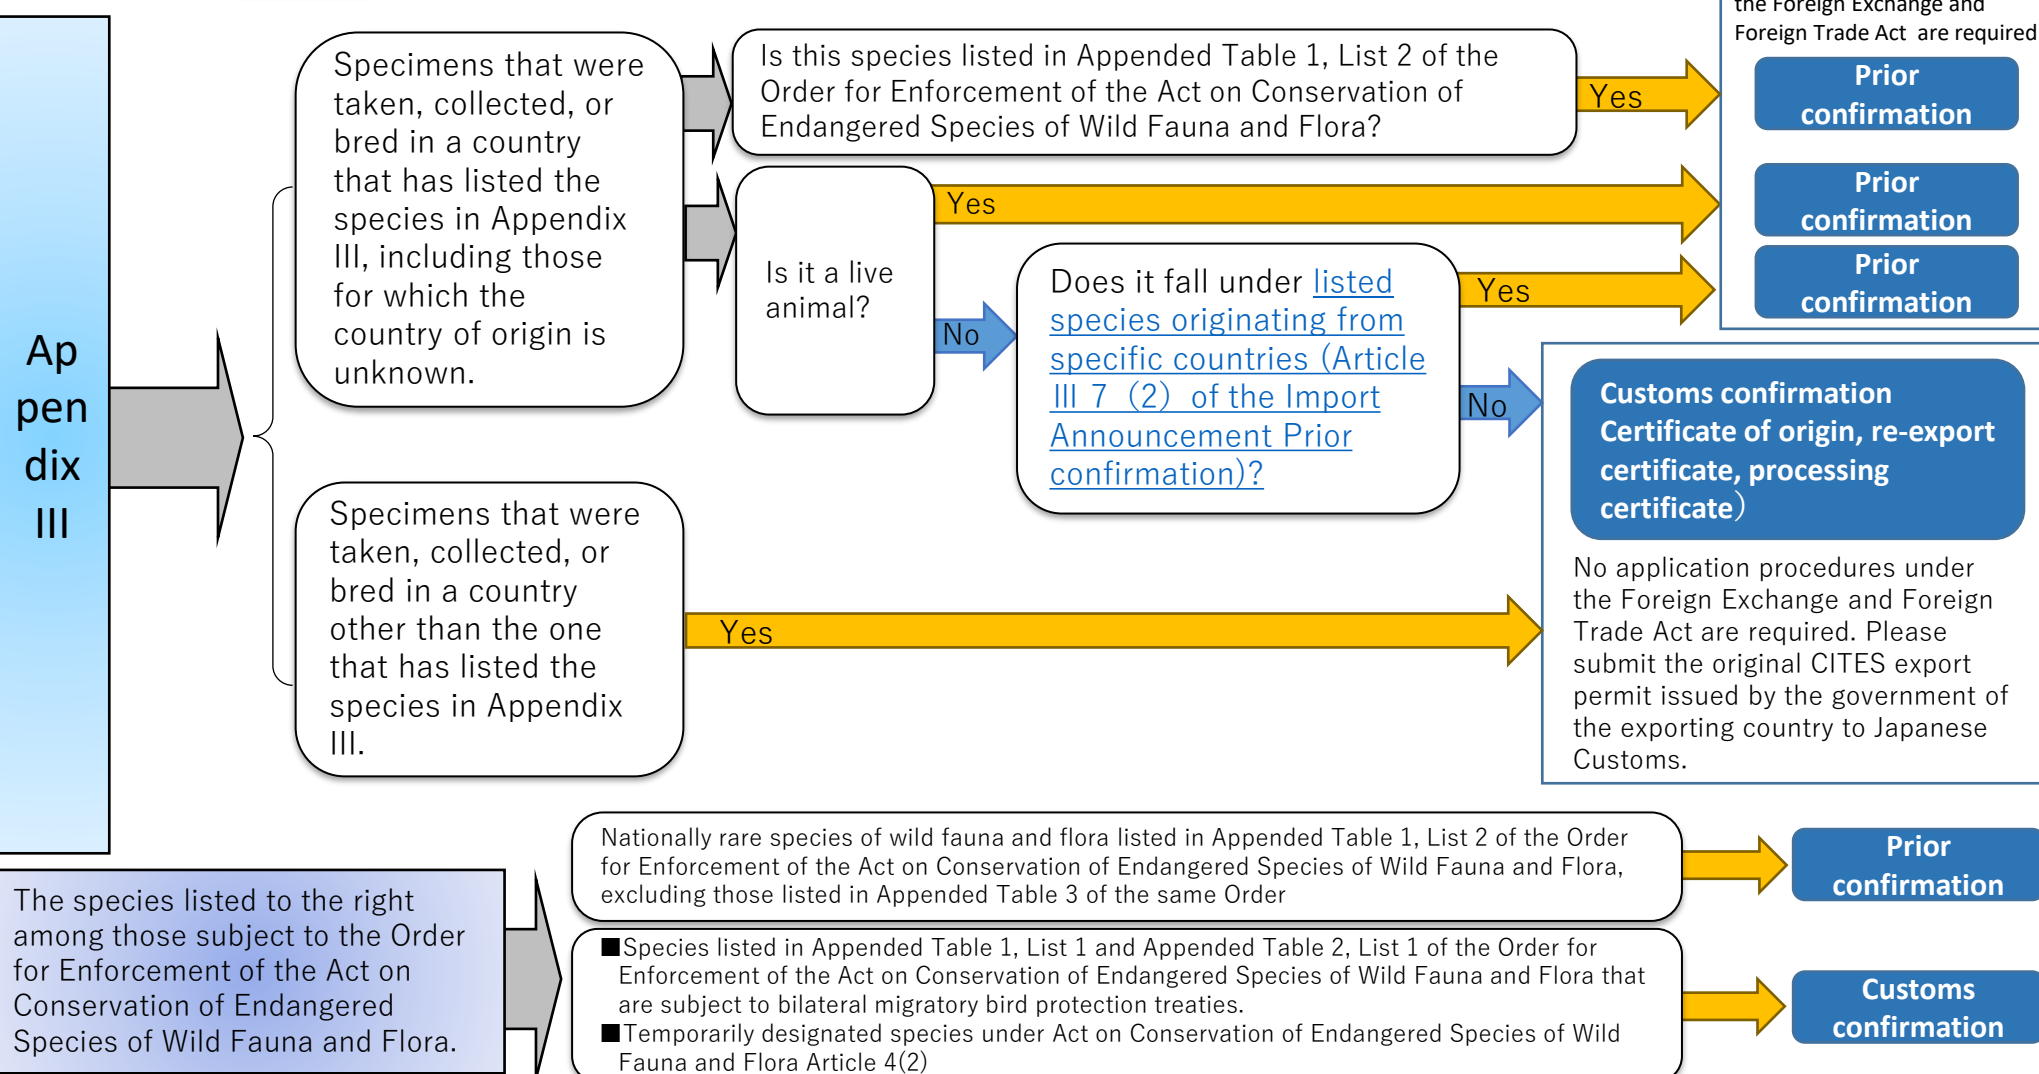 the Foreign Exchange and
Foreign Trade Act are required
Prior
confirmation
Prior
confirmation
Prior
confirmation
Ap
pen
dix
III
Specimens that were
taken, collected, or
bred in a country
that has listed the
species in Appendix
III, including those
for which the
country of origin is
unknown.
Is this species listed in Appended Table 1, List 2 of the
Order for Enforcement of the Act on Conservation of
Endangered Species of Wild Fauna and Flora?
Yes
Is it a live
animal?
Yes
No
Does it fall under listed
species originating from
specific countries (Article
III 7 (2) of the Import
Announcement Prior
confirmation)?
Yes
No
Customs confirmation
Certificate of origin, re-export
certificate, processing
certificate）
No application procedures under
the Foreign Exchange and Foreign
Trade Act are required. Please
submit the original CITES export
permit issued by the government of
the exporting country to Japanese
Customs.
Specimens that were
taken, collected, or
bred in a country
other than the one
that has listed the
species in Appendix
III.
Yes
The species listed to the right
among those subject to the Order
for Enforcement of the Act on
Conservation of Endangered
Species of Wild Fauna and Flora.
Nationally rare species of wild fauna and flora listed in Appended Table 1, List 2 of the Order
for Enforcement of the Act on Conservation of Endangered Species of Wild Fauna and Flora,
excluding those listed in Appended Table 3 of the same Order
Prior
confirmation
■Species listed in Appended Table 1, List 1 and Appended Table 2, List 1 of the Order for
Enforcement of the Act on Conservation of Endangered Species of Wild Fauna and Flora that
are subject to bilateral migratory bird protection treaties.
■Temporarily designated species under Act on Conservation of Endangered Species of Wild
Fauna and Flora Article 4(2)
Customs
confirmation